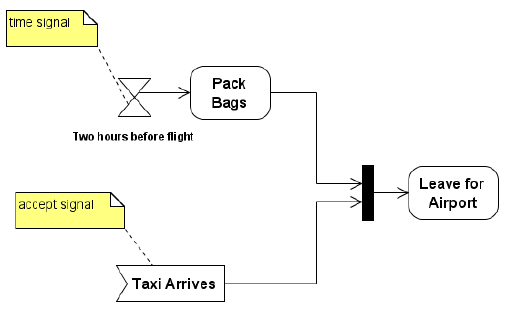 time signal
Pack
Bags
Two hours before flight
Leave for
Airport
accept signal
Taxi Arrives